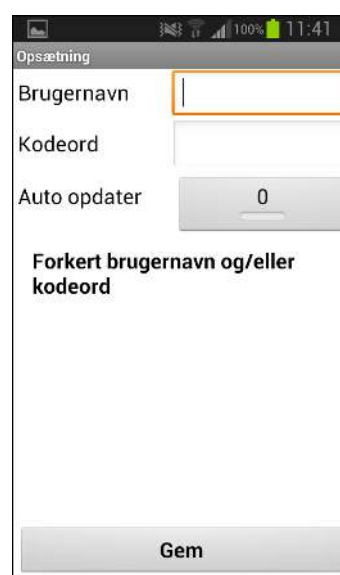 100% 11:41
Opsætning
Brugernavn
Kodeord
Auto opdater 0
Forkert brugernavn og/eller
kodeord
Gem